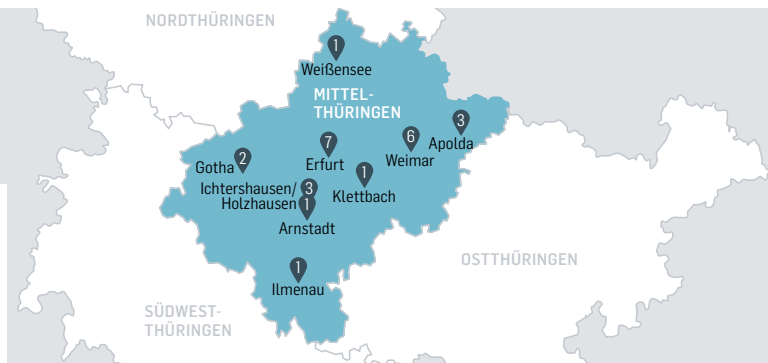 NORDTHÜRINGEN
1
Weißensee
MITTEL-
THÜRINGEN
3
Apolda
6
Weimar
7
Erfurt
2
Gotha
1
Klettbach
Ichtershausen/
Holzhausen
3
1
Arnstadt
OSTTHÜRINGEN
1
Ilmenau
SÜDWEST-
THÜRINGEN